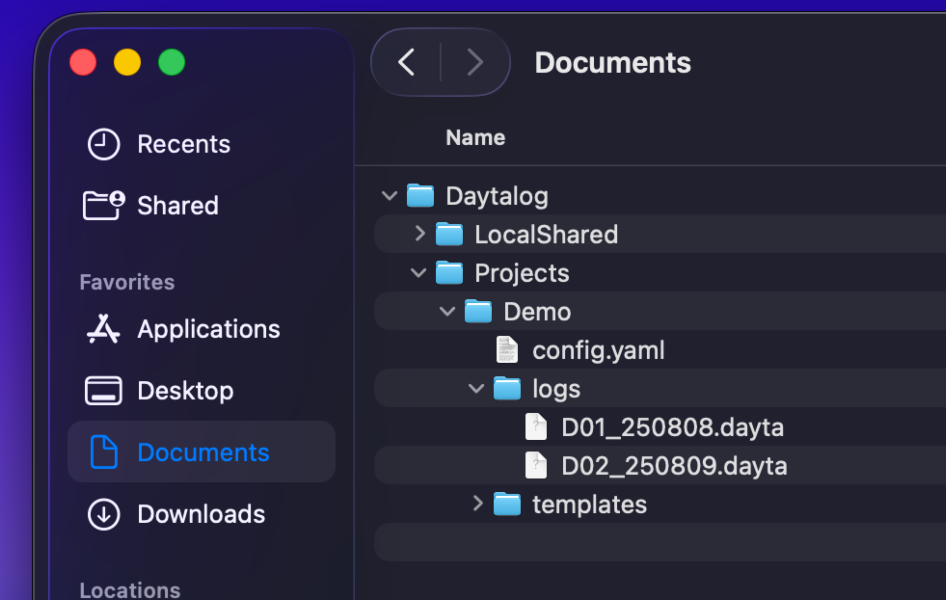 Documents
Recents
Shared
Favorites
Applications
Desktop
Documents
Downloads
Locations
Name
Daytalog
LocalShared
Projects
Demo
config.yaml
logs
D01_250808.dayta
D02_250809.dayta
templates